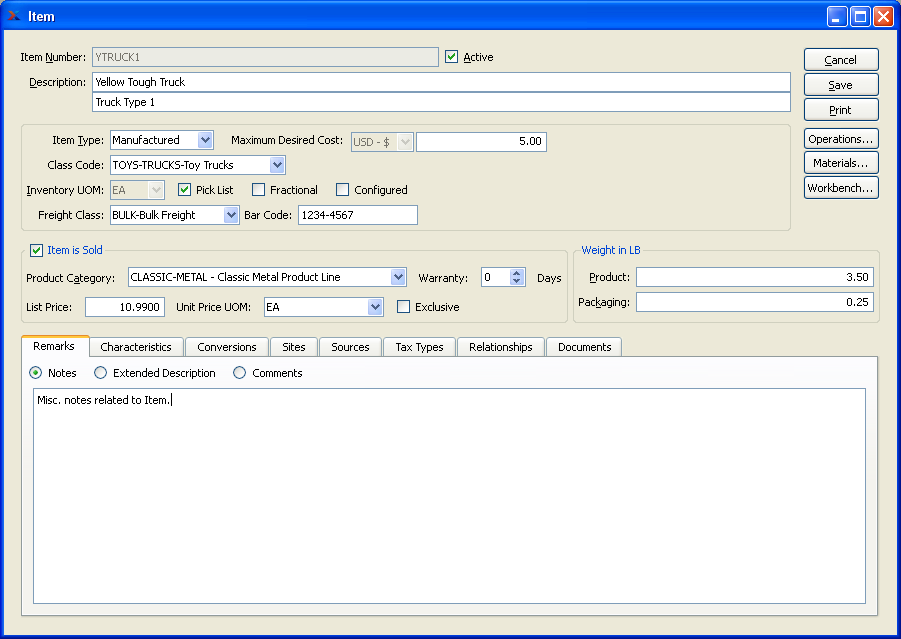 Item
Item Number: YTRUCK1 Active
Cancel
Description: Yellow Tough Truck
Save
Truck Type 1
Print
Item Type: Manufactured Maximum Desired Cost: USD - $ 5.00
Operations...
Class Code: TOYS-TRUCKS-Toy Trucks
Materials...
Inventory UOM: EA Pick List Fractional Configured
Workbench...
Freight Class: BULK-Bulk Freight Bar Code: 1234-4567
Item is Sold
Weight in LB
Product Category: CLASSIC-METAL - Classic Metal Product Line Warranty: 0 Days
Product: 3.50
List Price: 10.9900 Unit Price UOM: EA Exclusive
Packaging: 0.25
Remarks Characteristics Conversions Sites Sources Tax Types Relationships Documents
Notes Extended Description Comments
Misc. notes related to Item.